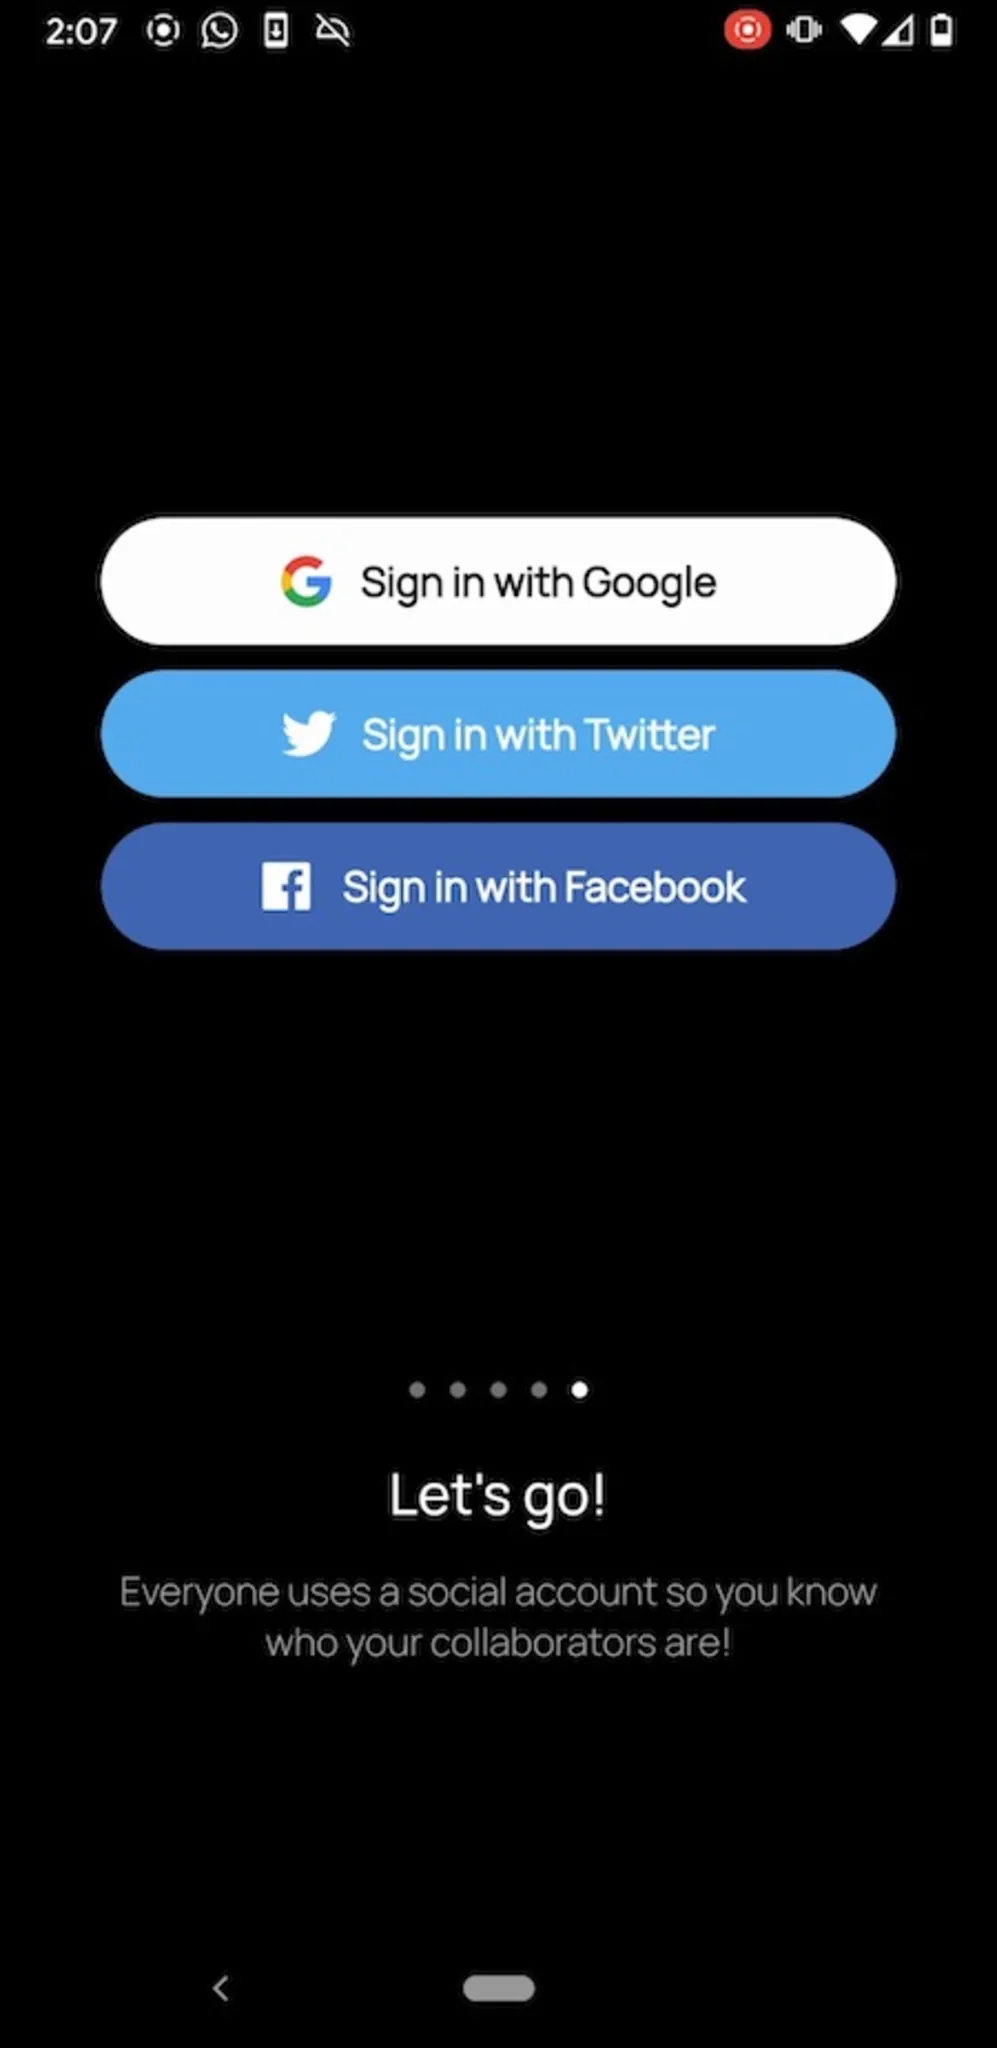 2:07
Sign in with Google
Sign in with Twitter
Sign in with Facebook
Let's go!
Everyone uses a social account so you know
who your collaborators are!